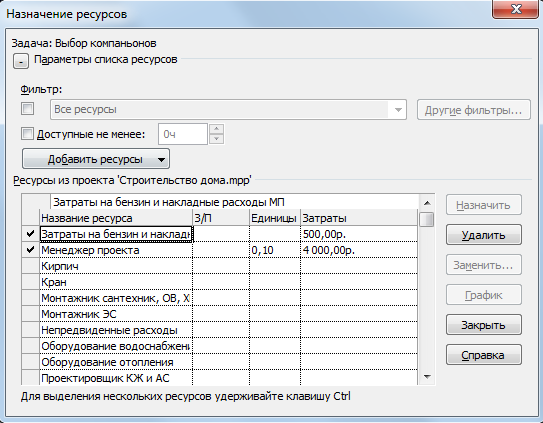 Назначение ресурсов
Задача: Выбор компаньонов
- Параметры списка ресурсов
Фильтр:
Все ресурсы Другие фильтры...
Доступные не менее: 0ч
Добавить ресурсы
Ресурсы из проекта 'Строительство дома.mpp'
Затраты на бензин и накладные расходы МП
Название ресурса З/П Единицы Затраты
Затраты на бензин и накладн 500,00р.
Менеджер проекта 0,10 4 000,00р.
Кирпич
Кран
Монтажник сантехник, ОВ, Х
Монтажник ЭС
Непредвиденные расходы
Оборудование водоснабжени
Оборудование отопления
Проектировщик КЖ и АС
Назначить
Удалить
Заменить...
График
Закрыть
Справка
Для выделения нескольких ресурсов удерживайте клавишу Ctrl